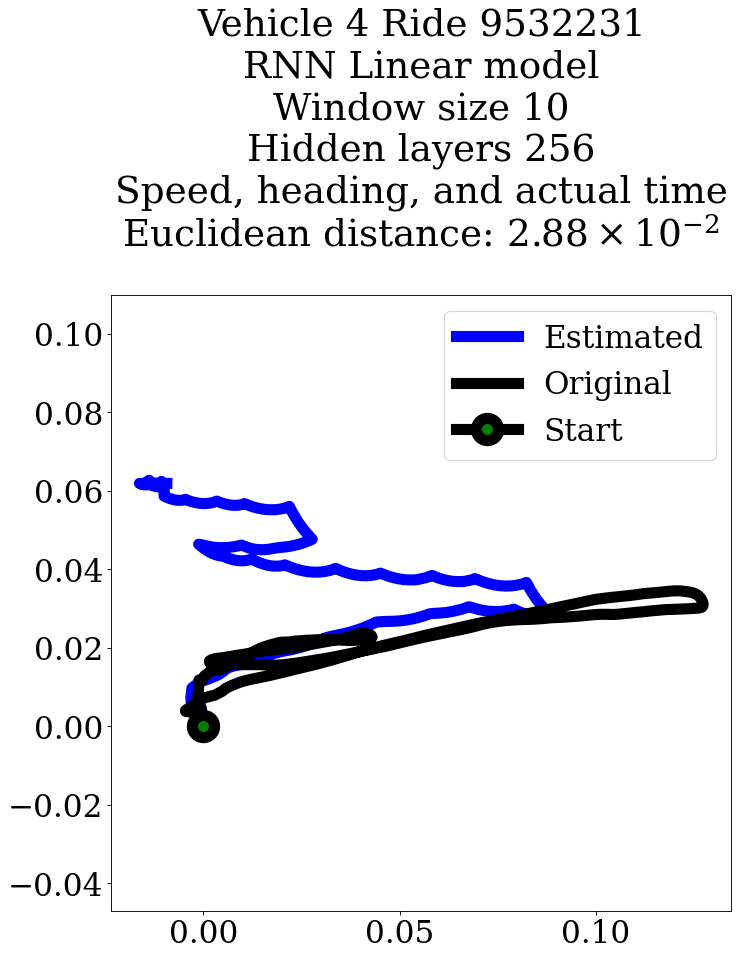 Vehicle 4 Ride 9532231
RNN Linear model
Window size 10
Hidden layers 256
Speed, heading, and actual time
Euclidean distance: 2.88 × 10⁻²
Estimated
Original
Start
0.10
0.08
0.06
0.04
0.02
0.00
−0.02
−0.04
0.00 0.05 0.10